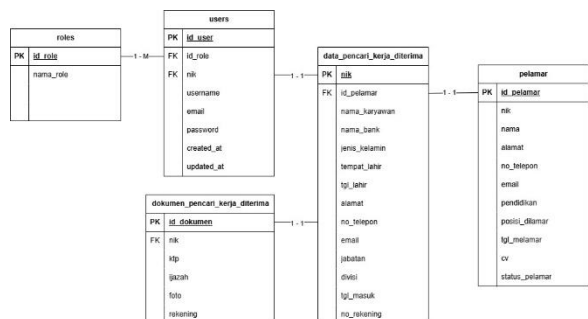 roles
PK id_role
nama_role
1 - M
users
PK id_user
FK id_role
FK nik
username
email
password
created_at
updated_at
1 - 1
data_pencari_kerja_diterima
PK nik
FK id_pelamar
nama_karyawan
nama_bank
jenis_kelamin
tempat_lahir
tgl_lahir
alamat
no_telepon
email
jabatan
divisi
tgl_masuk
no_rekening
1 - 1
pelamar
PK id_pelamar
nik
nama
alamat
no_telepon
email
pendidikan
posisi_dilamar
tgl_melamar
cv
status_pelamar
dokumen_pencari_kerja_diterima
PK id_dokumen
FK nik
ktp
ijazah
foto
rekening
1 - 1